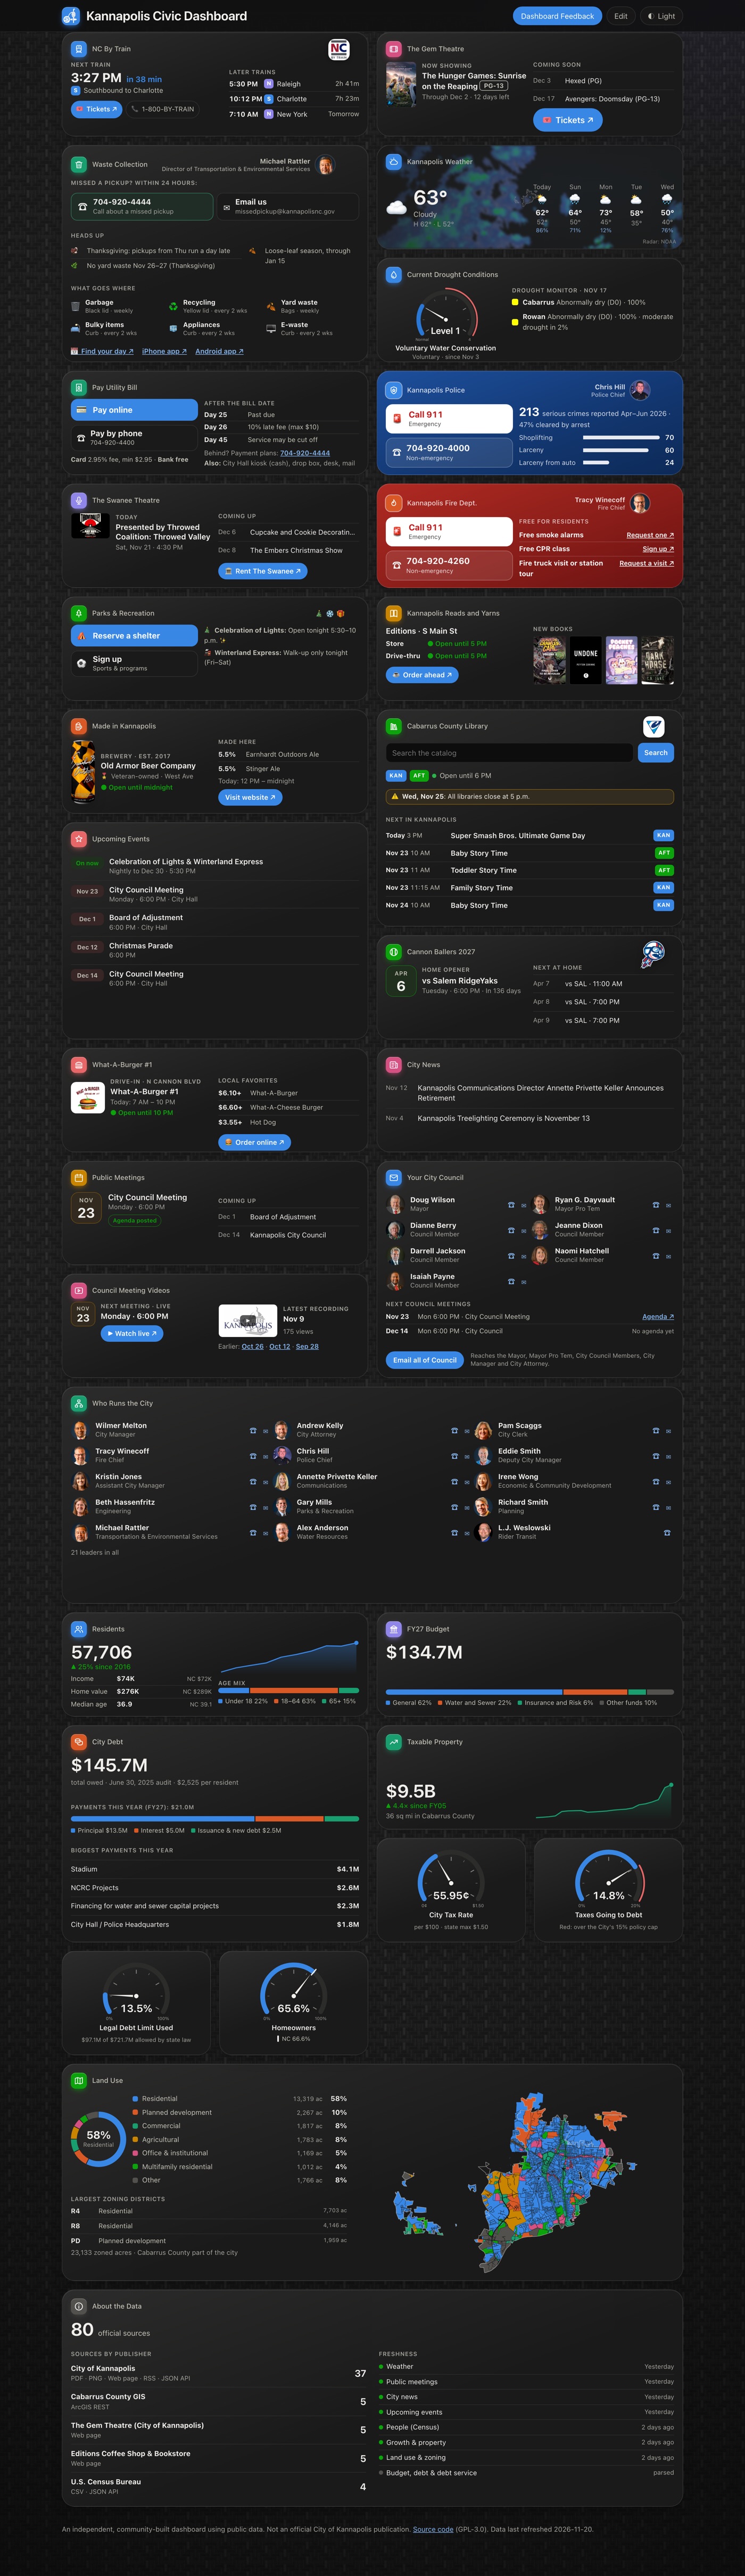 Kannapolis Civic Dashboard
Dashboard Feedback
Edit
Light
NC By Train
NEXT TRAIN
3:27 PM in 38 min
S Southbound to Charlotte
Tickets ↗
1-800-BY-TRAIN
LATER TRAINS
5:30 PM N Raleigh 2h 41m
10:12 PM S Charlotte 7h 23m
7:10 AM N New York Tomorrow
The Gem Theatre
NOW SHOWING
The Hunger Games: Sunrise
on the Reaping PG-13
Through Dec 2 · 12 days left
COMING SOON
Dec 3 Hexed (PG)
Dec 17 Avengers: Doomsday (PG-13)
Tickets ↗
Waste Collection
Michael Rattler
Director of Transportation & Environmental Services
MISSED A PICKUP? WITHIN 24 HOURS:
704-920-4444
Call about a missed pickup
Email us
missedpickup@kannapolisnc.gov
HEADS UP
Thanksgiving: pickups from Thu run a day late
Loose-leaf season, through
Jan 15
No yard waste Nov 26–27 (Thanksgiving)
WHAT GOES WHERE
Garbage
Black lid · weekly
Recycling
Yellow lid · every 2 wks
Yard waste
Bags · weekly
Bulky items
Curb · every 2 wks
Appliances
Curb · every 2 wks
E-waste
Curb · every 2 wks
Find your day ↗ iPhone app ↗ Android app ↗
Kannapolis Weather
63°
Cloudy
H 62° · L 52°
Today Sun Mon Tue Wed
62° 64° 73° 58° 50°
52° 50° 45° 35° 40°
86% 71% 12% 76%
Radar: NOAA
Current Drought Conditions
Level 1
Normal
Voluntary Water Conservation
Voluntary · since Nov 3
DROUGHT MONITOR · NOV 17
Cabarrus Abnormally dry (D0) · 100%
Rowan Abnormally dry (D0) · 100% · moderate
drought in 2%
Pay Utility Bill
Pay online
Pay by phone
704-920-4400
Card 2.95% fee, min $2.95 · Bank free
AFTER THE BILL DATE
Day 25 Past due
Day 26 10% late fee (max $10)
Day 45 Service may be cut off
Behind? Payment plans: 704-920-4444
Also: City Hall kiosk (cash), drop box, desk, mail
Kannapolis Police
Chris Hill
Police Chief
Call 911
Emergency
704-920-4000
Non-emergency
213 serious crimes reported Apr–Jun 2026 ·
47% cleared by arrest
Shoplifting 70
Larceny 60
Larceny from auto 24
The Swanee Theatre
TODAY
Presented by Throwed
Coalition: Throwed Valley
Sat, Nov 21 · 4:30 PM
COMING UP
Dec 6 Cupcake and Cookie Decoratin…
Dec 8 The Embers Christmas Show
Rent The Swanee ↗
Kannapolis Fire Dept.
Tracy Winecoff
Fire Chief
Call 911
Emergency
704-920-4260
Non-emergency
FREE FOR RESIDENTS
Free smoke alarms Request one ↗
Free CPR class Sign up ↗
Fire truck visit or station
tour Request a visit ↗
Parks & Recreation
Reserve a shelter
Sign up
Sports & programs
Celebration of Lights: Open tonight 5:30–10
p.m.
Winterland Express: Walk-up only tonight
(Fri–Sat)
Kannapolis Reads and Yarns
Editions · S Main St
Store Open until 5 PM
Drive-thru Open until 5 PM
Order ahead ↗
NEW BOOKS
UNDONE
Made in Kannapolis
BREWERY · EST. 2017
Old Armor Beer Company
Veteran-owned · West Ave
Open until midnight
MADE HERE
5.5% Earnhardt Outdoors Ale
5.5% Stinger Ale
Today: 12 PM – midnight
Visit website ↗
Cabarrus County Library
Search the catalog
Search
KAN AFT Open until 6 PM
Wed, Nov 25: All libraries close at 5 p.m.
NEXT IN KANNAPOLIS
Today 3 PM Super Smash Bros. Ultimate Game Day KAN
Nov 23 10 AM Baby Story Time AFT
Nov 23 11 AM Toddler Story Time AFT
Nov 23 11:15 AM Family Story Time KAN
Nov 24 10 AM Baby Story Time KAN
Upcoming Events
On now Celebration of Lights & Winterland Express
Nightly to Dec 30 · 5:30 PM
Nov 23 City Council Meeting
Monday · 6:00 PM · City Hall
Dec 1 Board of Adjustment
6:00 PM · City Hall
Dec 12 Christmas Parade
6:00 PM
Dec 14 City Council Meeting
6:00 PM · City Hall
Cannon Ballers 2027
APR
6
HOME OPENER
vs Salem RidgeYaks
Tuesday · 6:00 PM · In 136 days
NEXT AT HOME
Apr 7 vs SAL · 11:00 AM
Apr 8 vs SAL · 7:00 PM
Apr 9 vs SAL · 7:00 PM
What-A-Burger #1
DRIVE-IN · N CANNON BLVD
What-A-Burger #1
Today: 7 AM – 10 PM
Open until 10 PM
LOCAL FAVORITES
$6.10+ What-A-Burger
$6.60+ What-A-Cheese Burger
$3.55+ Hot Dog
Order online ↗
City News
Nov 12 Kannapolis Communications Director Annette Privette Keller Announces
Retirement
Nov 4 Kannapolis Treelighting Ceremony is November 13
Public Meetings
NOV
23
City Council Meeting
Monday · 6:00 PM
Agenda posted
COMING UP
Dec 1 Board of Adjustment
Dec 14 Kannapolis City Council
Your City Council
Doug Wilson
Mayor
Ryan G. Dayvault
Mayor Pro Tem
Dianne Berry
Council Member
Jeanne Dixon
Council Member
Darrell Jackson
Council Member
Naomi Hatchell
Council Member
Isaiah Payne
Council Member
NEXT COUNCIL MEETINGS
Nov 23 Mon 6:00 PM · City Council Meeting Agenda ↗
Dec 14 Mon 6:00 PM · City Council No agenda yet
Email all of Council
Reaches the Mayor, Mayor Pro Tem, City Council Members, City
Manager and City Attorney.
Council Meeting Videos
NOV
23
NEXT MEETING · LIVE
Monday · 6:00 PM
Watch live ↗
LATEST RECORDING
Nov 9
175 views
Earlier: Oct 26 · Oct 12 · Sep 28
Who Runs the City
Wilmer Melton
City Manager
Andrew Kelly
City Attorney
Pam Scaggs
City Clerk
Tracy Winecoff
Fire Chief
Chris Hill
Police Chief
Eddie Smith
Deputy City Manager
Kristin Jones
Assistant City Manager
Annette Privette Keller
Communications
Irene Wong
Economic & Community Development
Beth Hassenfritz
Engineering
Gary Mills
Parks & Recreation
Richard Smith
Planning
Michael Rattler
Transportation & Environmental Services
Alex Anderson
Water Resources
L.J. Weslowski
Rider Transit
21 leaders in all
Residents
57,706
▲ 25% since 2016
Income $74K NC $72K
Home value $276K NC $289K
Median age 36.9 NC 39.1
AGE MIX
Under 18 22% 18–64 63% 65+ 15%
FY27 Budget
$134.7M
General 62% Water and Sewer 22% Insurance and Risk 6% Other funds 10%
City Debt
$145.7M
total owed · June 30, 2025 audit · $2,525 per resident
PAYMENTS THIS YEAR (FY27): $21.0M
Principal $13.5M Interest $5.0M Issuance & new debt $2.5M
BIGGEST PAYMENTS THIS YEAR
Stadium $4.1M
NCRC Projects $2.6M
Financing for water and sewer capital projects $2.3M
City Hall / Police Headquarters $1.8M
Taxable Property
$9.5B
▲ 4.4× since FY05
36 sq mi in Cabarrus County
55.95¢
0¢ $1.50
City Tax Rate
per $100 · state max $1.50
14.8%
0% 20%
Taxes Going to Debt
Red: over the City's 15% policy cap
13.5%
0% 100%
Legal Debt Limit Used
$97.1M of $721.7M allowed by state law
65.6%
0% 100%
Homeowners
NC 66.6%
Land Use
58%
Residential
Residential 13,319 ac 58%
Planned development 2,267 ac 10%
Commercial 1,817 ac 8%
Agricultural 1,783 ac 8%
Office & institutional 1,169 ac 5%
Multifamily residential 1,012 ac 4%
Other 1,766 ac 8%
LARGEST ZONING DISTRICTS
R4 Residential 7,703 ac
R8 Residential 4,146 ac
PD Planned development 1,959 ac
23,133 zoned acres · Cabarrus County part of the city
About the Data
80 official sources
SOURCES BY PUBLISHER
City of Kannapolis 37
PDF · PNG · Web page · RSS · JSON API
Cabarrus County GIS 5
ArcGIS REST
The Gem Theatre (City of Kannapolis) 5
Web page
Editions Coffee Shop & Bookstore 5
Web page
U.S. Census Bureau 4
CSV · JSON API
FRESHNESS
Weather Yesterday
Public meetings Yesterday
City news Yesterday
Upcoming events Yesterday
People (Census) 2 days ago
Growth & property 2 days ago
Land use & zoning 2 days ago
Budget, debt & debt service parsed
An independent, community-built dashboard using public data. Not an official City of Kannapolis publication. Source code (GPL-3.0). Data last refreshed 2026-11-20.